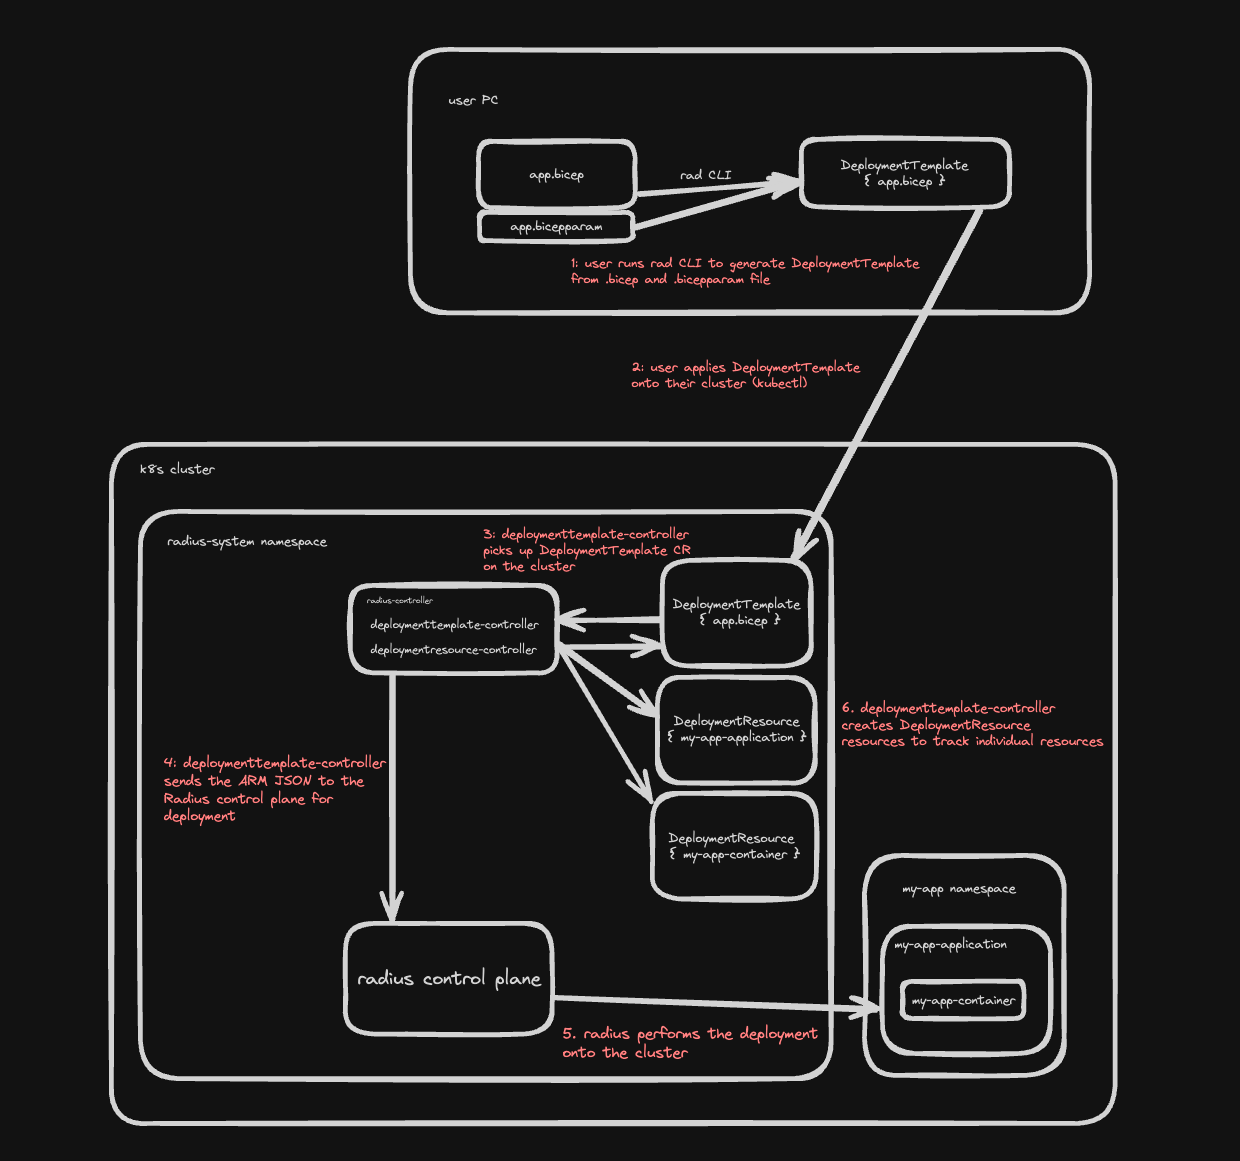 user PC
app.bicep
rad CLI
DeploymentTemplate
{ app.bicep }
app.bicepparam
1: user runs rad CLI to generate DeploymentTemplate
from .bicep and .bicepparam file
2: user applies DeploymentTemplate
onto their cluster (kubectl)
k8s cluster
radius-system namespace
3: deploymenttemplate-controller
picks up DeploymentTemplate CR
on the cluster
radius-controller
deploymenttemplate-controller
deploymentresource-controller
DeploymentTemplate
{ app.bicep }
DeploymentResource
{ my-app-application }
6. deploymenttemplate-controller
creates DeploymentResource
resources to track individual resources
4: deploymenttemplate-controller
sends the ARM JSON to the
Radius control plane for
deployment
DeploymentResource
{ my-app-container }
my-app namespace
my-app-application
my-app-container
radius control plane
5. radius performs the deployment
onto the cluster